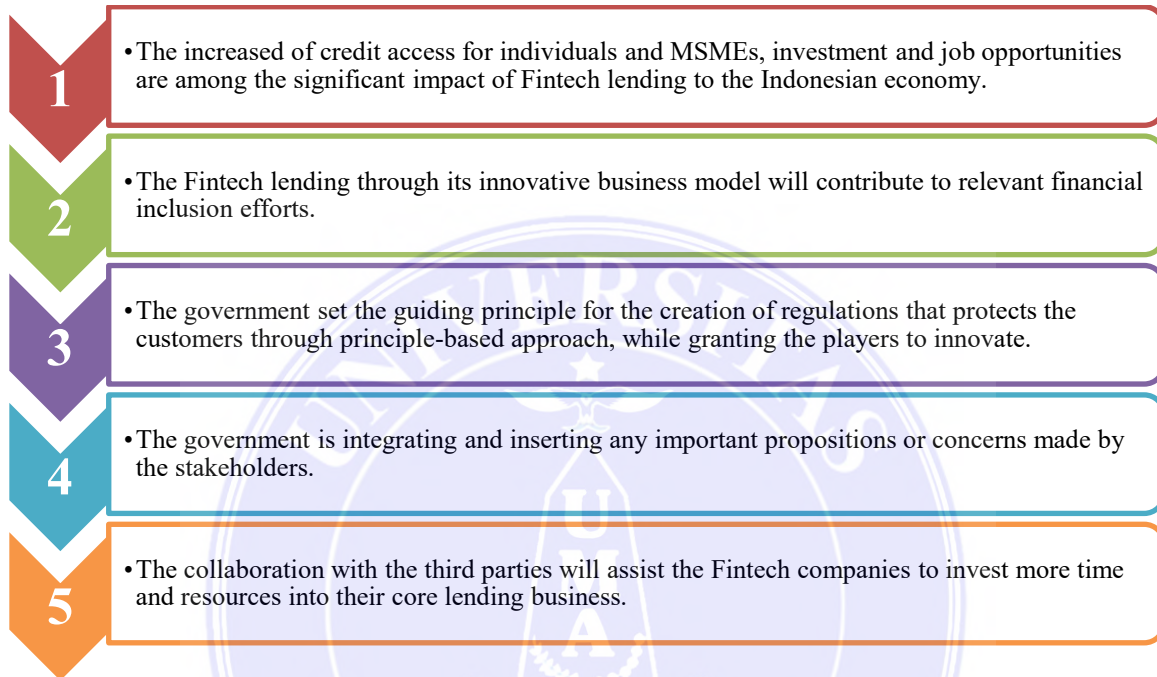 1
•The increased of credit access for individuals and MSMEs, investment and job opportunities
are among the significant impact of Fintech lending to the Indonesian economy.
2
•The Fintech lending through its innovative business model will contribute to relevant financial
inclusion efforts.
3
•The government set the guiding principle for the creation of regulations that protects the
customers through principle-based approach, while granting the players to innovate.
4
•The government is integrating and inserting any important propositions or concerns made by
the stakeholders.
5
•The collaboration with the third parties will assist the Fintech companies to invest more time
and resources into their core lending business.
UNIVERSITAS
U
M
A